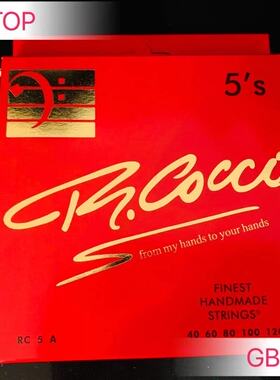 TOP
5's
R. Cocci
from my hands to your hands
FINEST
HANDMADE
STRINGS®
RC 5 A
40 60 80 100 120
GB